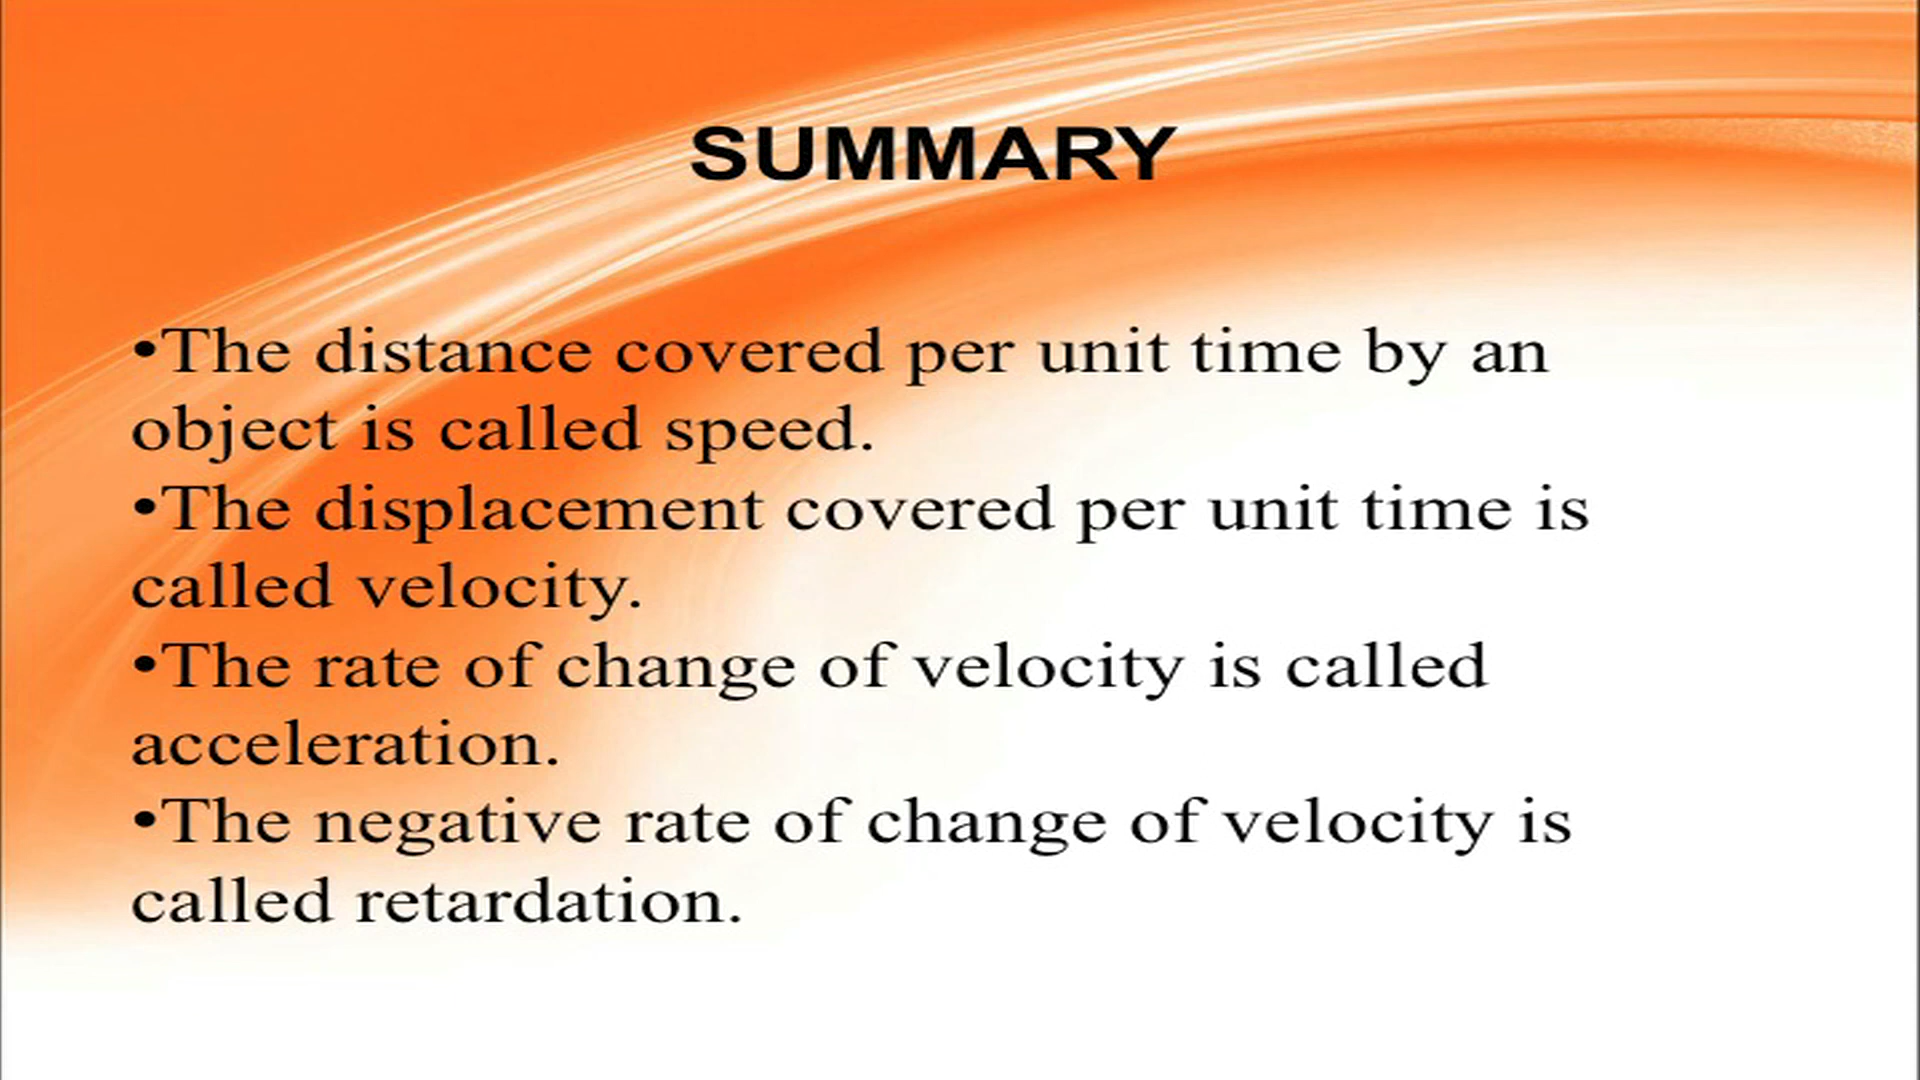 SUMMARY
•The distance covered per unit time by an
object is called speed.
•The displacement covered per unit time is
called velocity.
•The rate of change of velocity is called
acceleration.
•The negative rate of change of velocity is
called retardation.